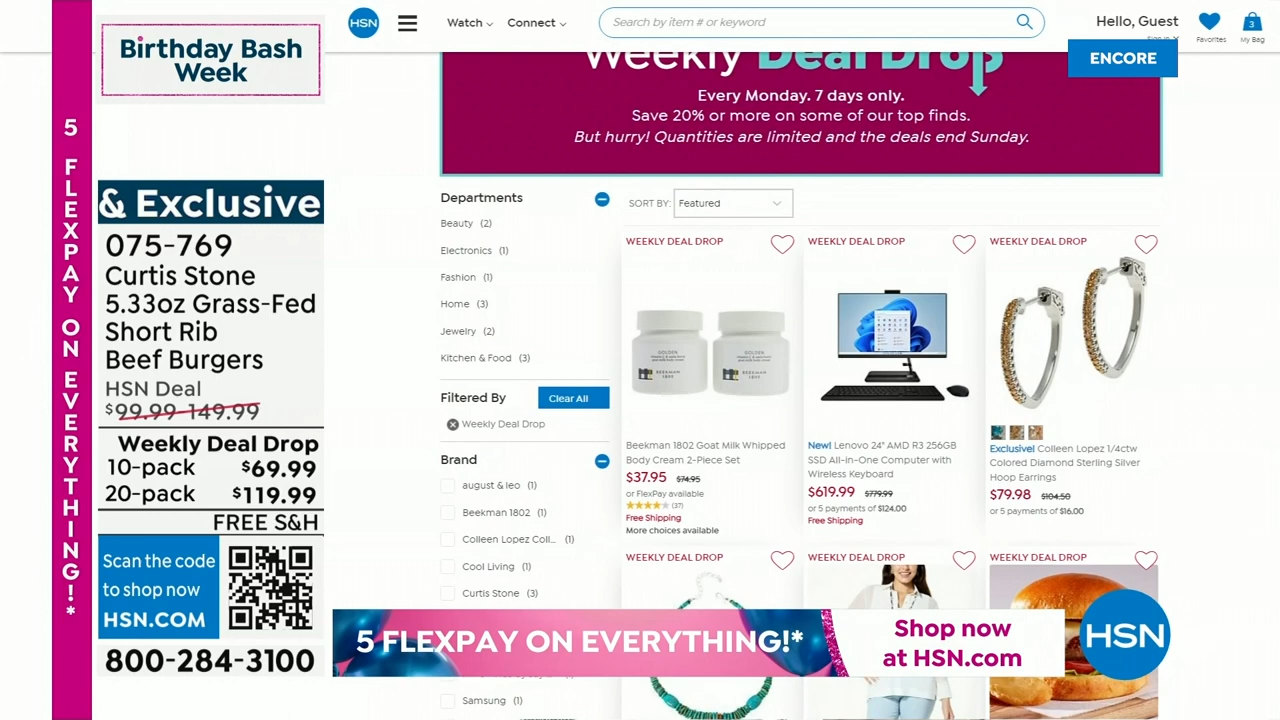 Birthday Bash
Week
5 FLEXPAY ON EVERYTHING!*
& Exclusive
075-769
Curtis Stone
5.33oz Grass-Fed
Short Rib
Beef Burgers
HSN Deal
$99.99-149.99
Weekly Deal Drop
10-pack $69.99
20-pack $119.99
FREE S&H
Scan the code
to shop now
HSN.COM
800-284-3100
HSN
Watch
Connect
Search by item # or keyword
Hello, Guest
Favorites
3
My Bag
ENCORE
Weekly Deal Drop
Every Monday. 7 days only.
Save 20% or more on some of our top finds.
But hurry! Quantities are limited and the deals end Sunday.
Departments
Beauty (2)
Electronics (1)
Fashion (1)
Home (3)
Jewelry (2)
Kitchen & Food (3)
Filtered By
Clear All
Weekly Deal Drop
Brand
august & leo (1)
Beekman 1802 (1)
Colleen Lopez Coll... (1)
Cool Living (1)
Curtis Stone (3)
Samsung (1)
SORT BY: Featured
WEEKLY DEAL DROP
GOLDEN
BEEKMAN
1802
GOLDEN
BEEKMAN
1802
Beekman 1802 Goat Milk Whipped
Body Cream 2-Piece Set
$37.95 $74.95
or FlexPay available
(37)
Free Shipping
More choices available
WEEKLY DEAL DROP
New! Lenovo 24" AMD R3 256GB
SSD All-in-One Computer with
Wireless Keyboard
$619.99 $779.99
or 5 payments of $124.00
Free Shipping
WEEKLY DEAL DROP
Exclusive! Colleen Lopez 1/4ctw
Colored Diamond Sterling Silver
Hoop Earrings
$79.98 $104.50
or 5 payments of $16.00
WEEKLY DEAL DROP
WEEKLY DEAL DROP
WEEKLY DEAL DROP
5 FLEXPAY ON EVERYTHING!*
Shop now
at HSN.com
HSN